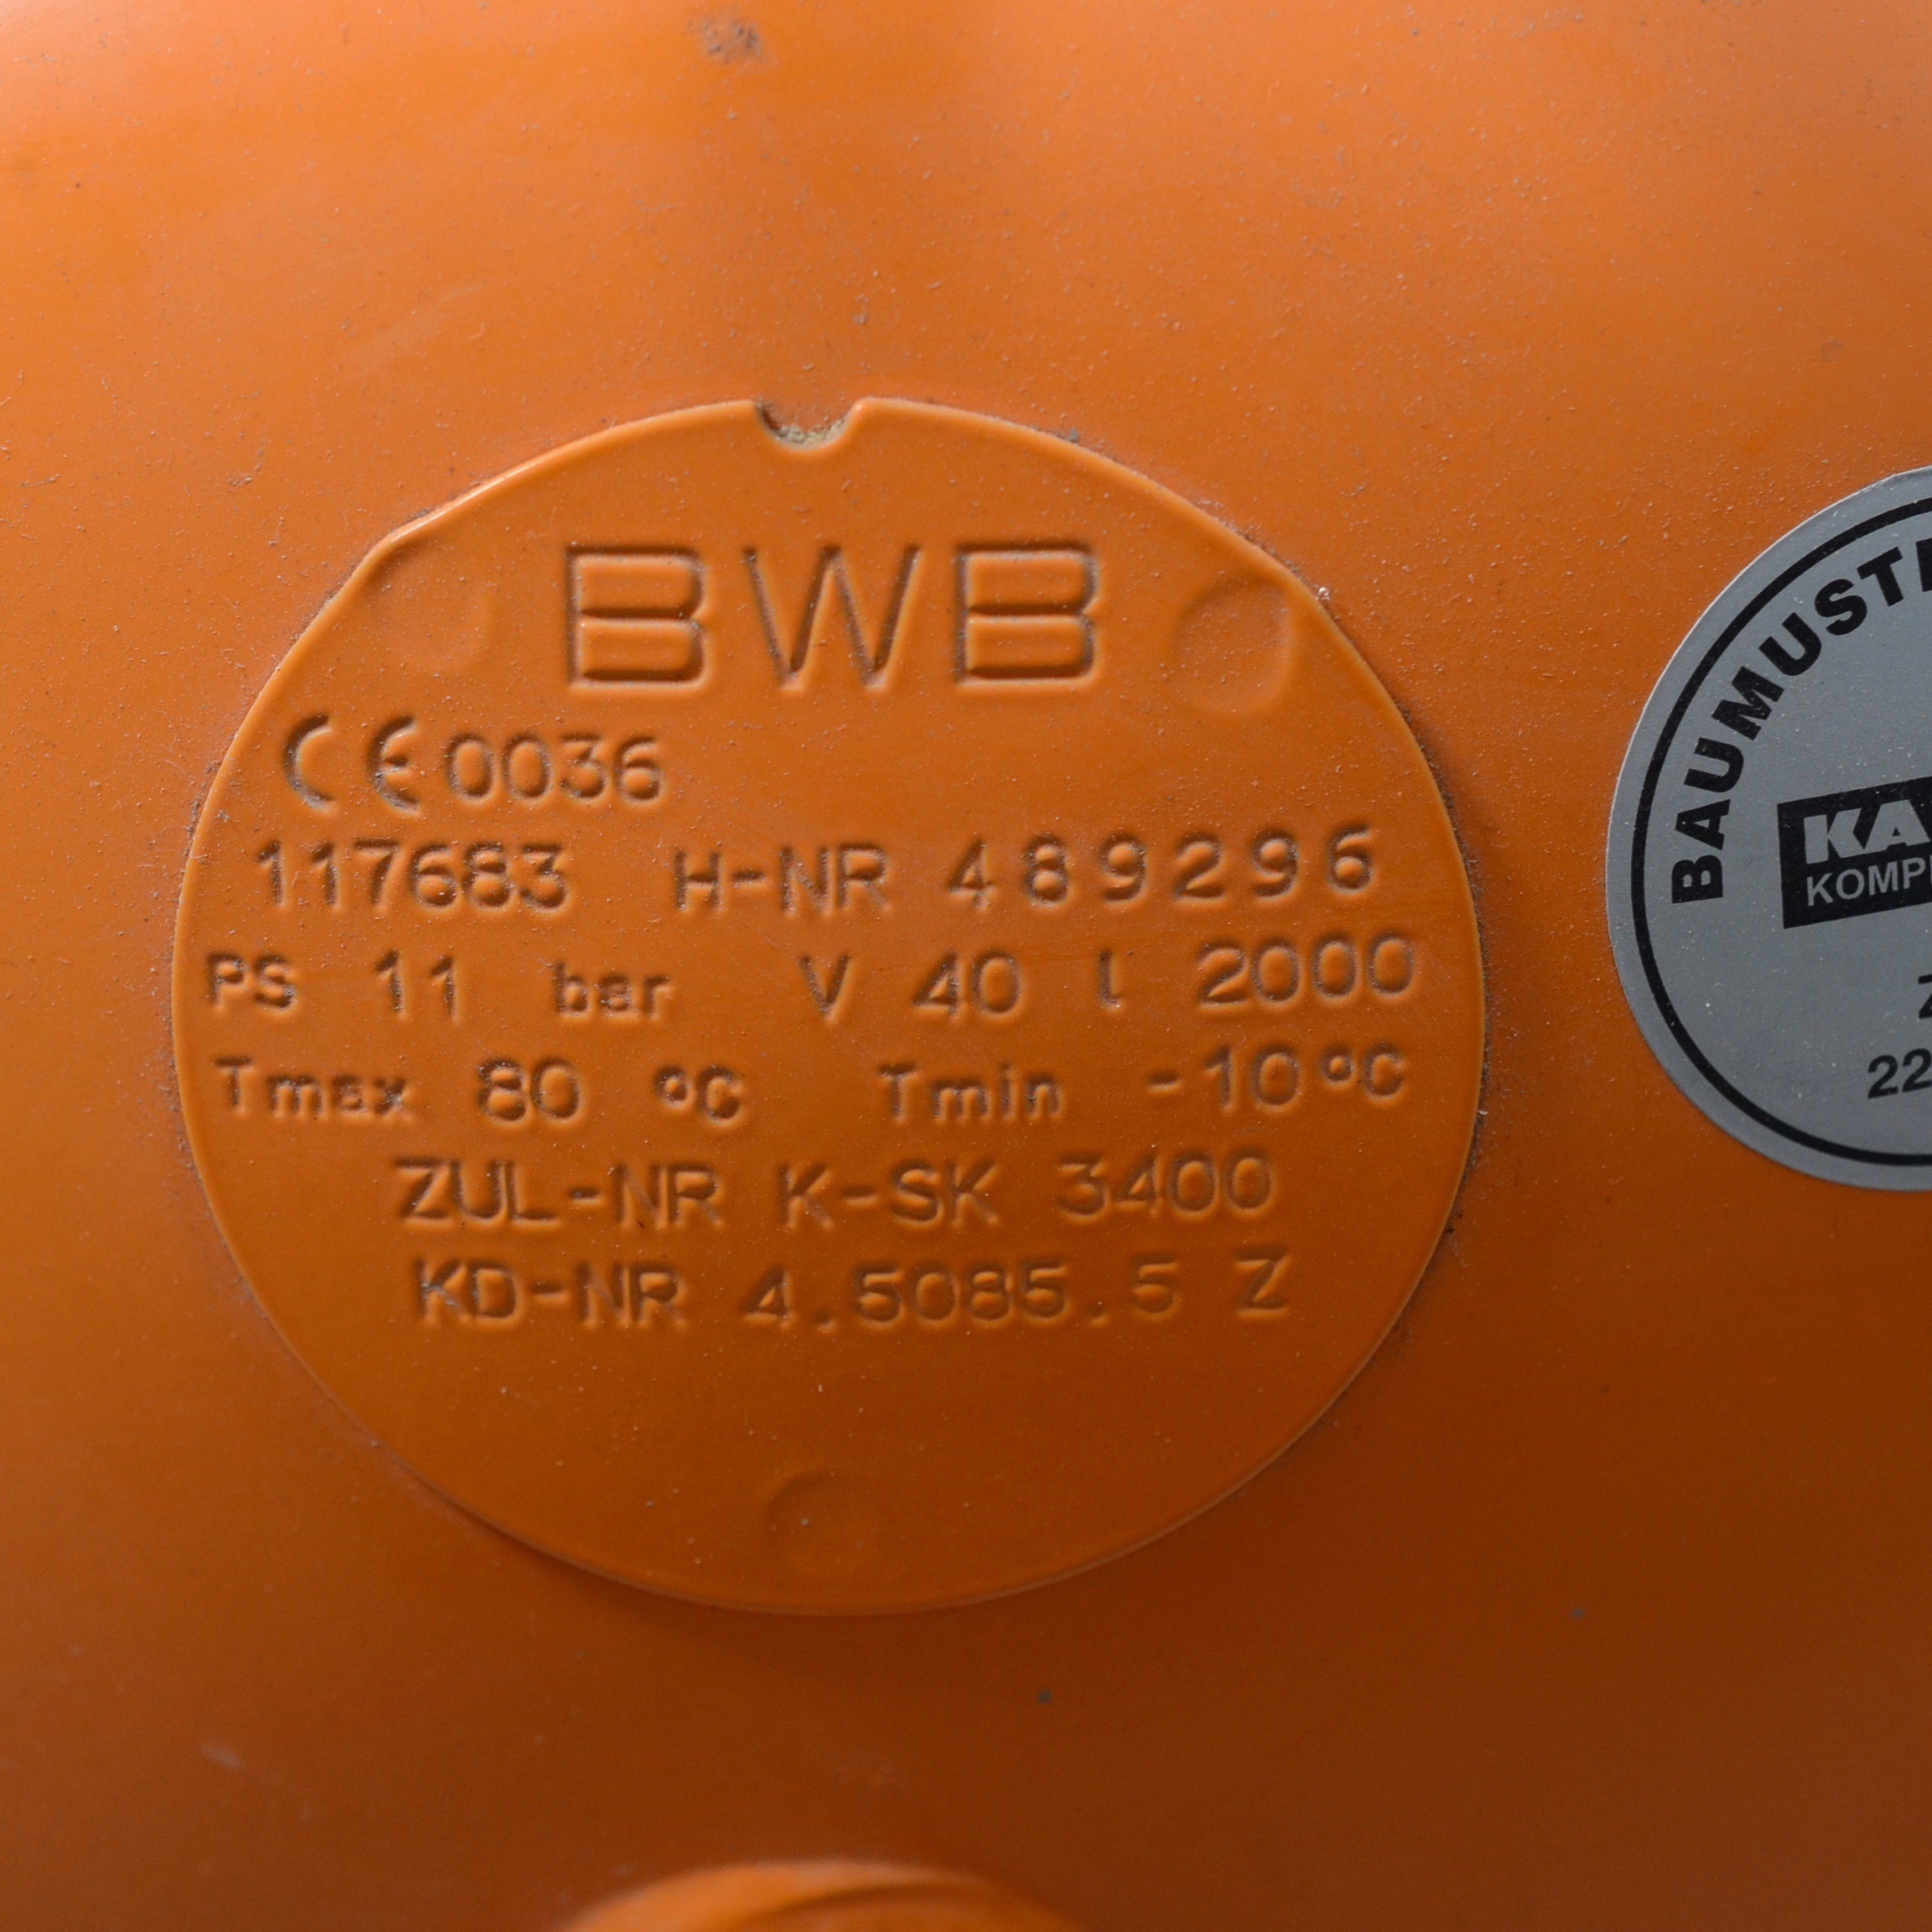 BWB
CE 0036
117683 H-NR 489296
PS 11 bar V 40 l 2000
Tmax 80 °C Tmin -10°C
ZUL-NR K-SK 3400
KD-NR 4.5085.5 Z
BAUMUST
KA
KOMP
Z
22